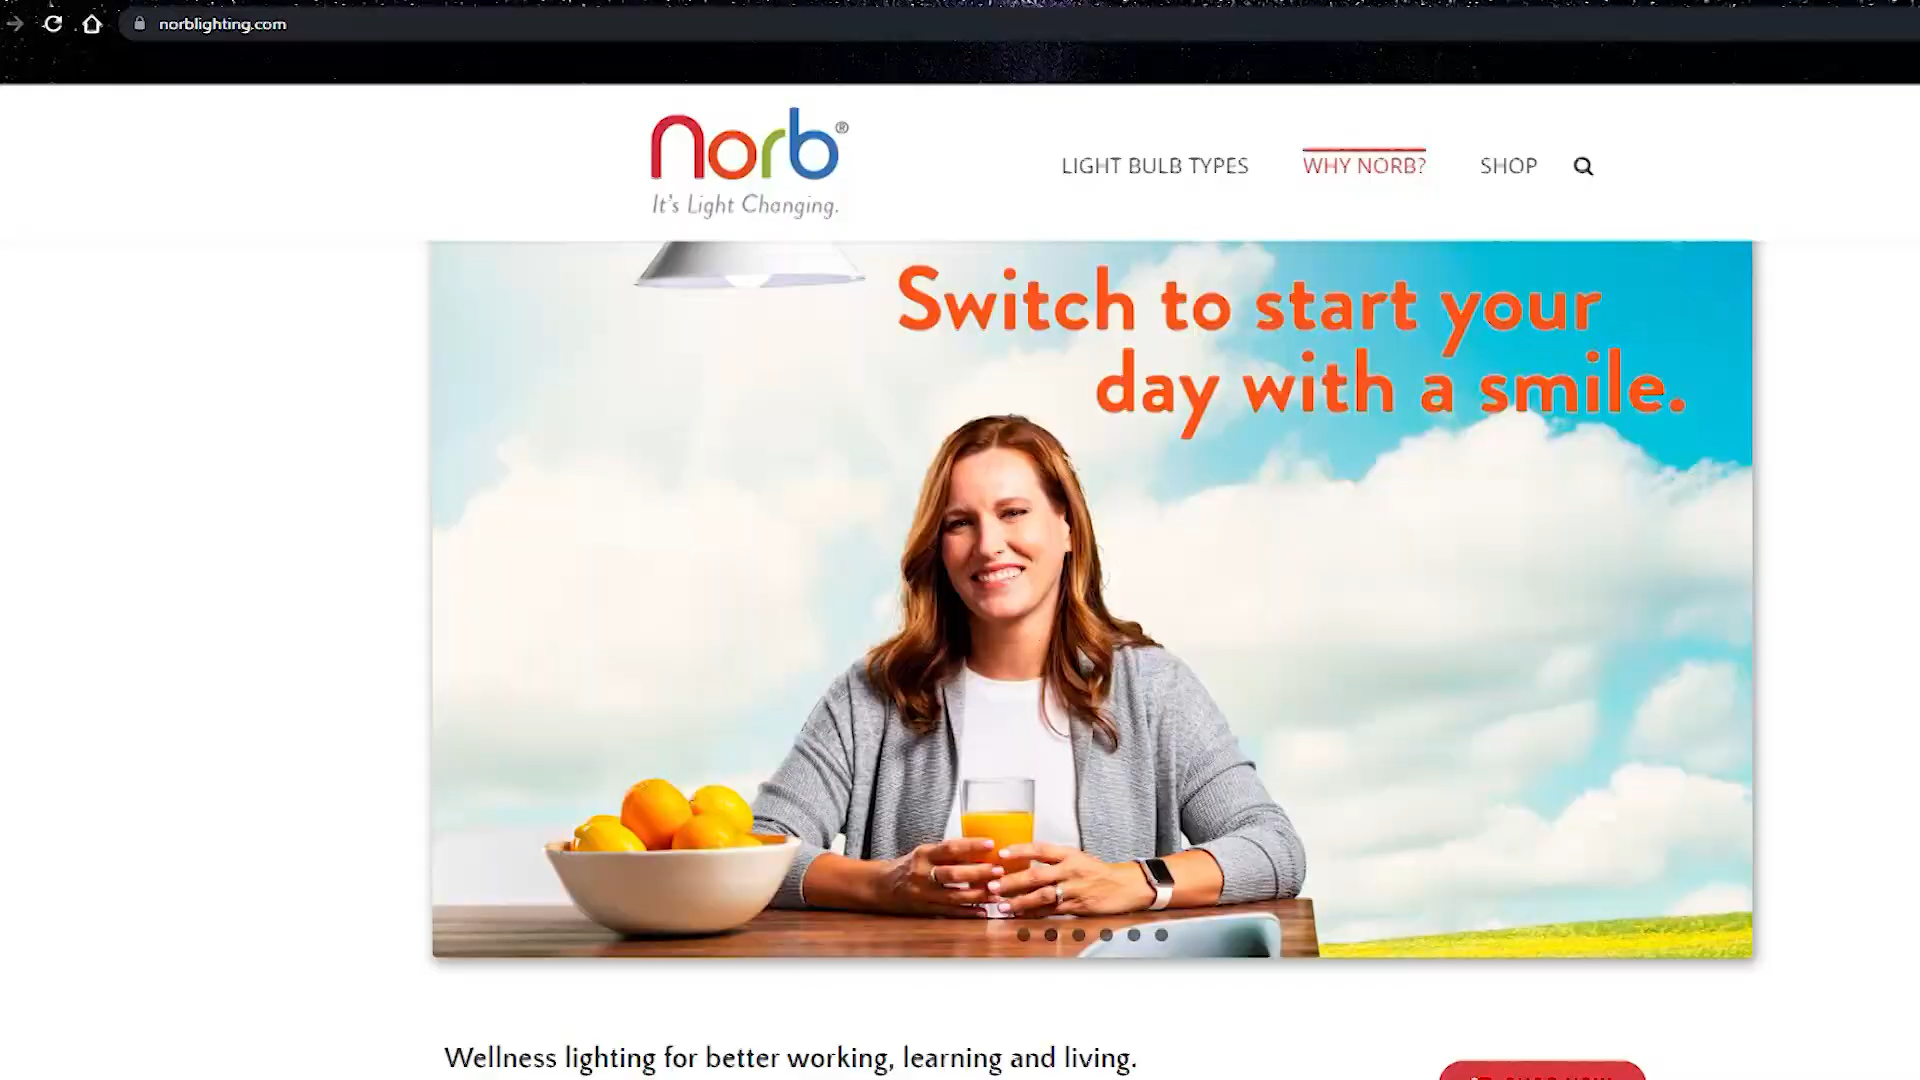 norblighting.com
norb®
It's Light Changing.
LIGHT BULB TYPES
WHY NORB?
SHOP
Switch to start your
day with a smile.
Wellness lighting for better working, learning and living.